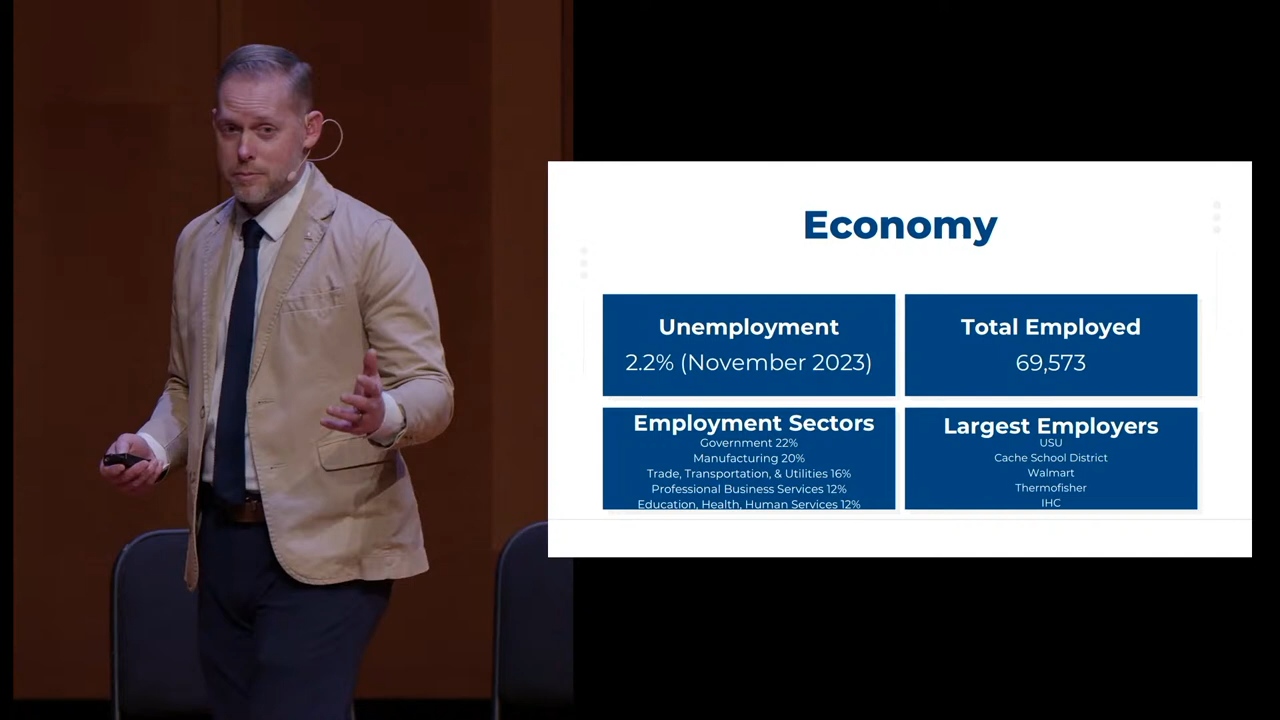 Economy
Unemployment
2.2% (November 2023)
Total Employed
69,573
Employment Sectors
Government 22%
Manufacturing 20%
Trade, Transportation, & Utilities 16%
Professional Business Services 12%
Education, Health, Human Services 12%
Largest Employers
USU
Cache School District
Walmart
Thermofisher
IHC